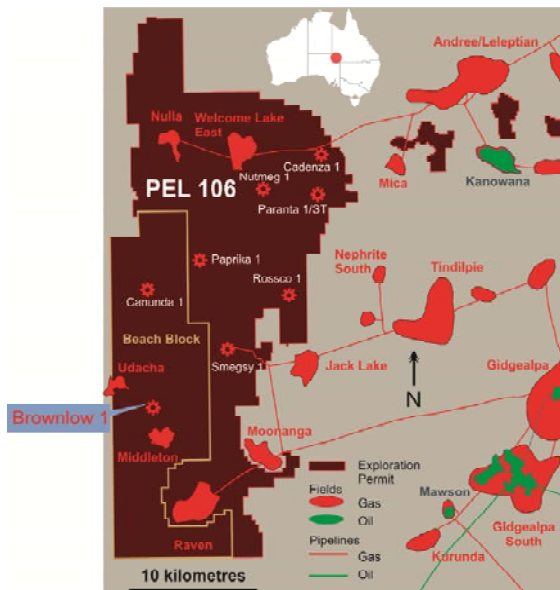 Andree/Leleptian
Nulla
Welcome Lake
East
Cadenza 1
Nutmeg 1
PEL 106
Paranta 1/3T
Mica
Kanowana
Paprika 1
Nephrite
South
Tindilpie
Rossco 1
Canunda 1
Beach Block
Smegsy 1
Jack Lake
Gidgealpa
Udacha
N
Brownlow 1
Moonanga
Middleton
Exploration
Permit
Fields
Gas
Oil
Mawson
Gidgealpa
South
Pipelines
Gas
Oil
Kurunda
Raven
10 kilometres